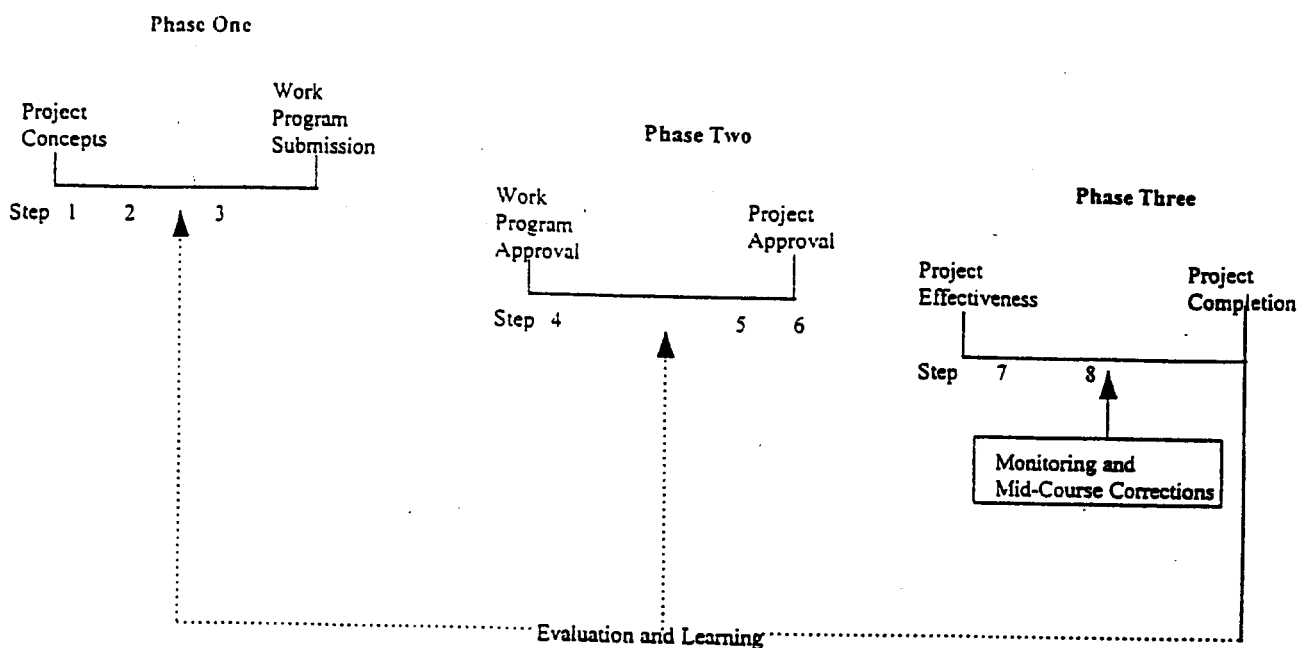 Phase One
Project
Concepts
Work
Program
Submission
Step 1 2 3
Phase Two
Work
Program
Approval
Project
Approval
Step 4 5 6
Phase Three
Project
Effectiveness
Project
Completion
Step 7 8
Monitoring and
Mid-Course Corrections
Evaluation and Learning